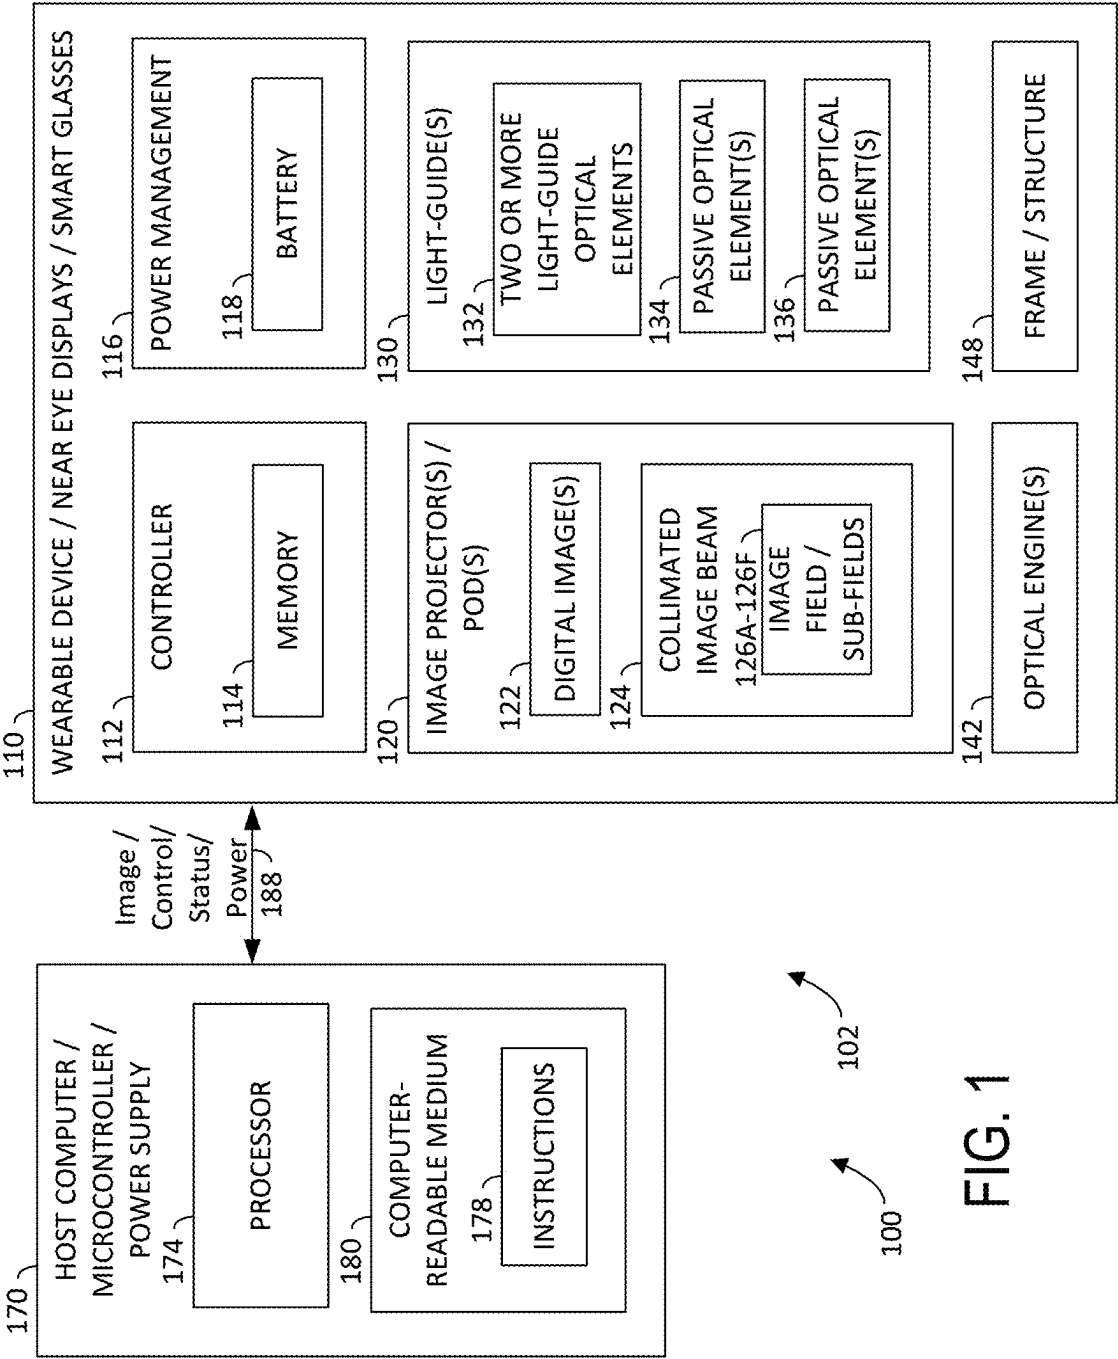 170
HOST COMPUTER /
MICROCONTROLLER /
POWER SUPPLY
174
PROCESSOR
180
COMPUTER-
READABLE MEDIUM
178
INSTRUCTIONS
Image /
Control/
Status/
Power
188
110
WEARABLE DEVICE / NEAR EYE DISPLAYS / SMART GLASSES
112
CONTROLLER
114
MEMORY
116
POWER MANAGEMENT
118
BATTERY
120
IMAGE PROJECTOR(S) /
POD(S)
122
DIGITAL IMAGE(S)
124
COLLIMATED
IMAGE BEAM
126A-126F
IMAGE
FIELD /
SUB-FIELDS
130
LIGHT-GUIDE(S)
132
TWO OR MORE
LIGHT-GUIDE
OPTICAL
ELEMENTS
134
PASSIVE OPTICAL
ELEMENT(S)
136
PASSIVE OPTICAL
ELEMENT(S)
142
OPTICAL ENGINE(S)
148
FRAME / STRUCTURE
100
102
FIG. 1